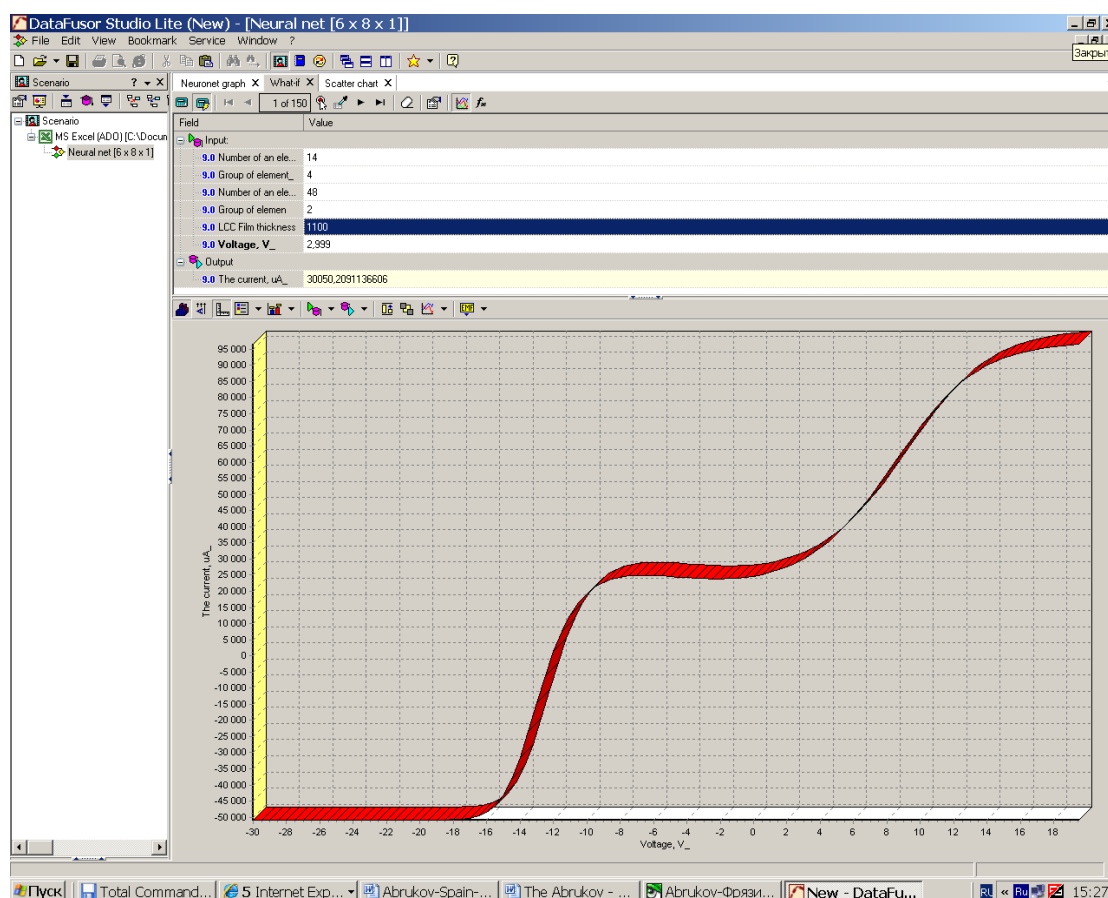 DataFusor Studio Lite (New) - [Neural net [6 x 8 x 1]]
File Edit View Bookmark Service Window ?
Закрыт
Scenario ?
Neuronet graph X What-if X Scatter chart X
1 of 150
Field Value
Scenario
MS Excel (ADO) [C:\Docun
Neural net [6 x 8 x 1]
Input:
9.0 Number of an ele... 14
9.0 Group of element_ 4
9.0 Number of an ele... 48
9.0 Group of elemen 2
9.0 LCC Film thickness 1100
9.0 Voltage, V_ 2,999
Output
9.0 The current, uA_ 30050,2091136606
95 000
90 000
85 000
80 000
75 000
70 000
65 000
60 000
55 000
50 000
45 000
40 000
35 000
30 000
25 000
20 000
15 000
10 000
5 000
0
-5 000
-10 000
-15 000
-20 000
-25 000
-30 000
-35 000
-40 000
-45 000
-50 000
The current, uA_
-30 -28 -26 -24 -22 -20 -18 -16 -14 -12 -10 -8 -6 -4 -2 0 2 4 6 8 10 12 14 16 18
Voltage, V_
Пуск Total Command... 5 Internet Exp... Abrukov-Spain-... The Abrukov - ... Abrukov-Фрязи... New - DataFu... RL « Ru 15:27